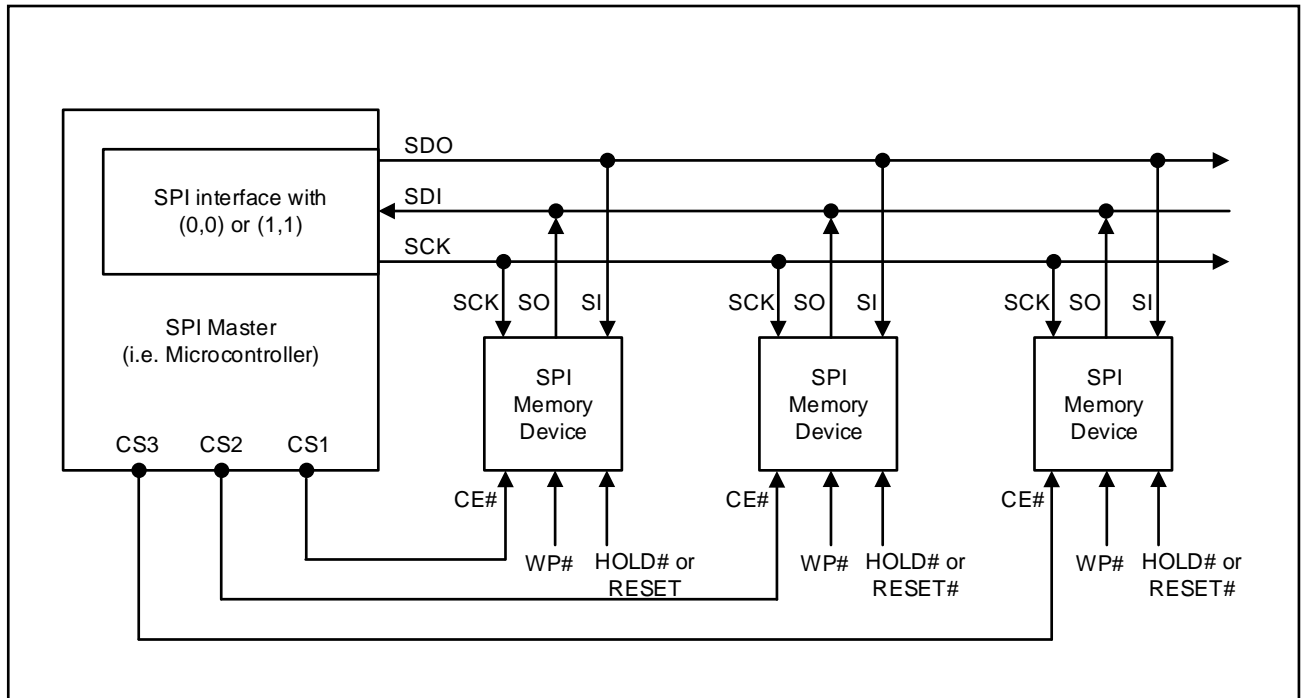 SDO
SPI interface with
(0,0) or (1,1)
SDI
SCK
SPI Master
(i.e. Microcontroller)
SCK SO SI
SCK SO SI
SCK SO SI
SPI
Memory
Device
SPI
Memory
Device
SPI
Memory
Device
CS3 CS2 CS1
CE#
WP#
HOLD# or
RESET
CE#
WP#
HOLD# or
RESET#
CE#
WP#
HOLD# or
RESET#